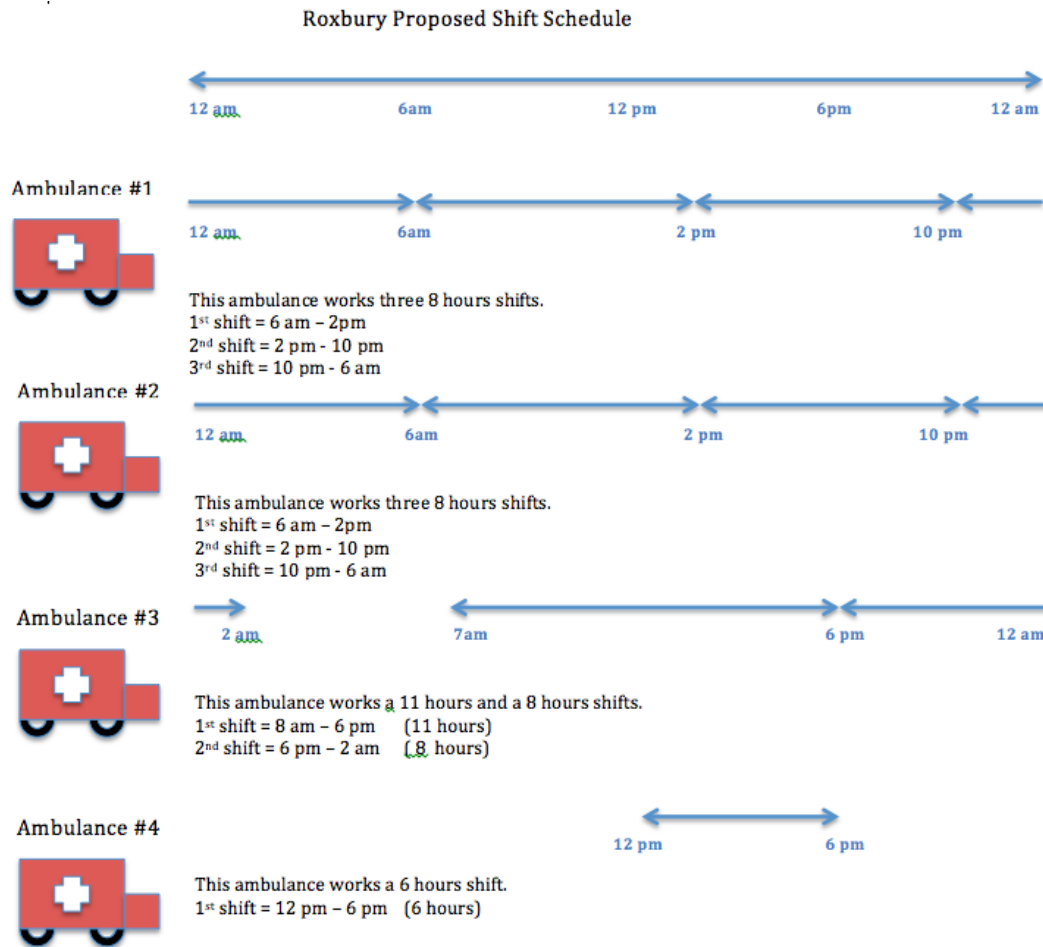 Roxbury Proposed Shift Schedule
12 am 6am 12 pm 6pm 12 am
Ambulance #1
12 am 6am 2 pm 10 pm
This ambulance works three 8 hours shifts.
1st shift = 6 am – 2pm
2nd shift = 2 pm - 10 pm
3rd shift = 10 pm - 6 am
Ambulance #2
12 am 6am 2 pm 10 pm
This ambulance works three 8 hours shifts.
1st shift = 6 am – 2pm
2nd shift = 2 pm - 10 pm
3rd shift = 10 pm - 6 am
Ambulance #3
2 am 7am 6 pm 12 am
This ambulance works a 11 hours and a 8 hours shifts.
1st shift = 8 am – 6 pm (11 hours)
2nd shift = 6 pm – 2 am ( 8 hours)
Ambulance #4
12 pm 6 pm
This ambulance works a 6 hours shift.
1st shift = 12 pm – 6 pm (6 hours)